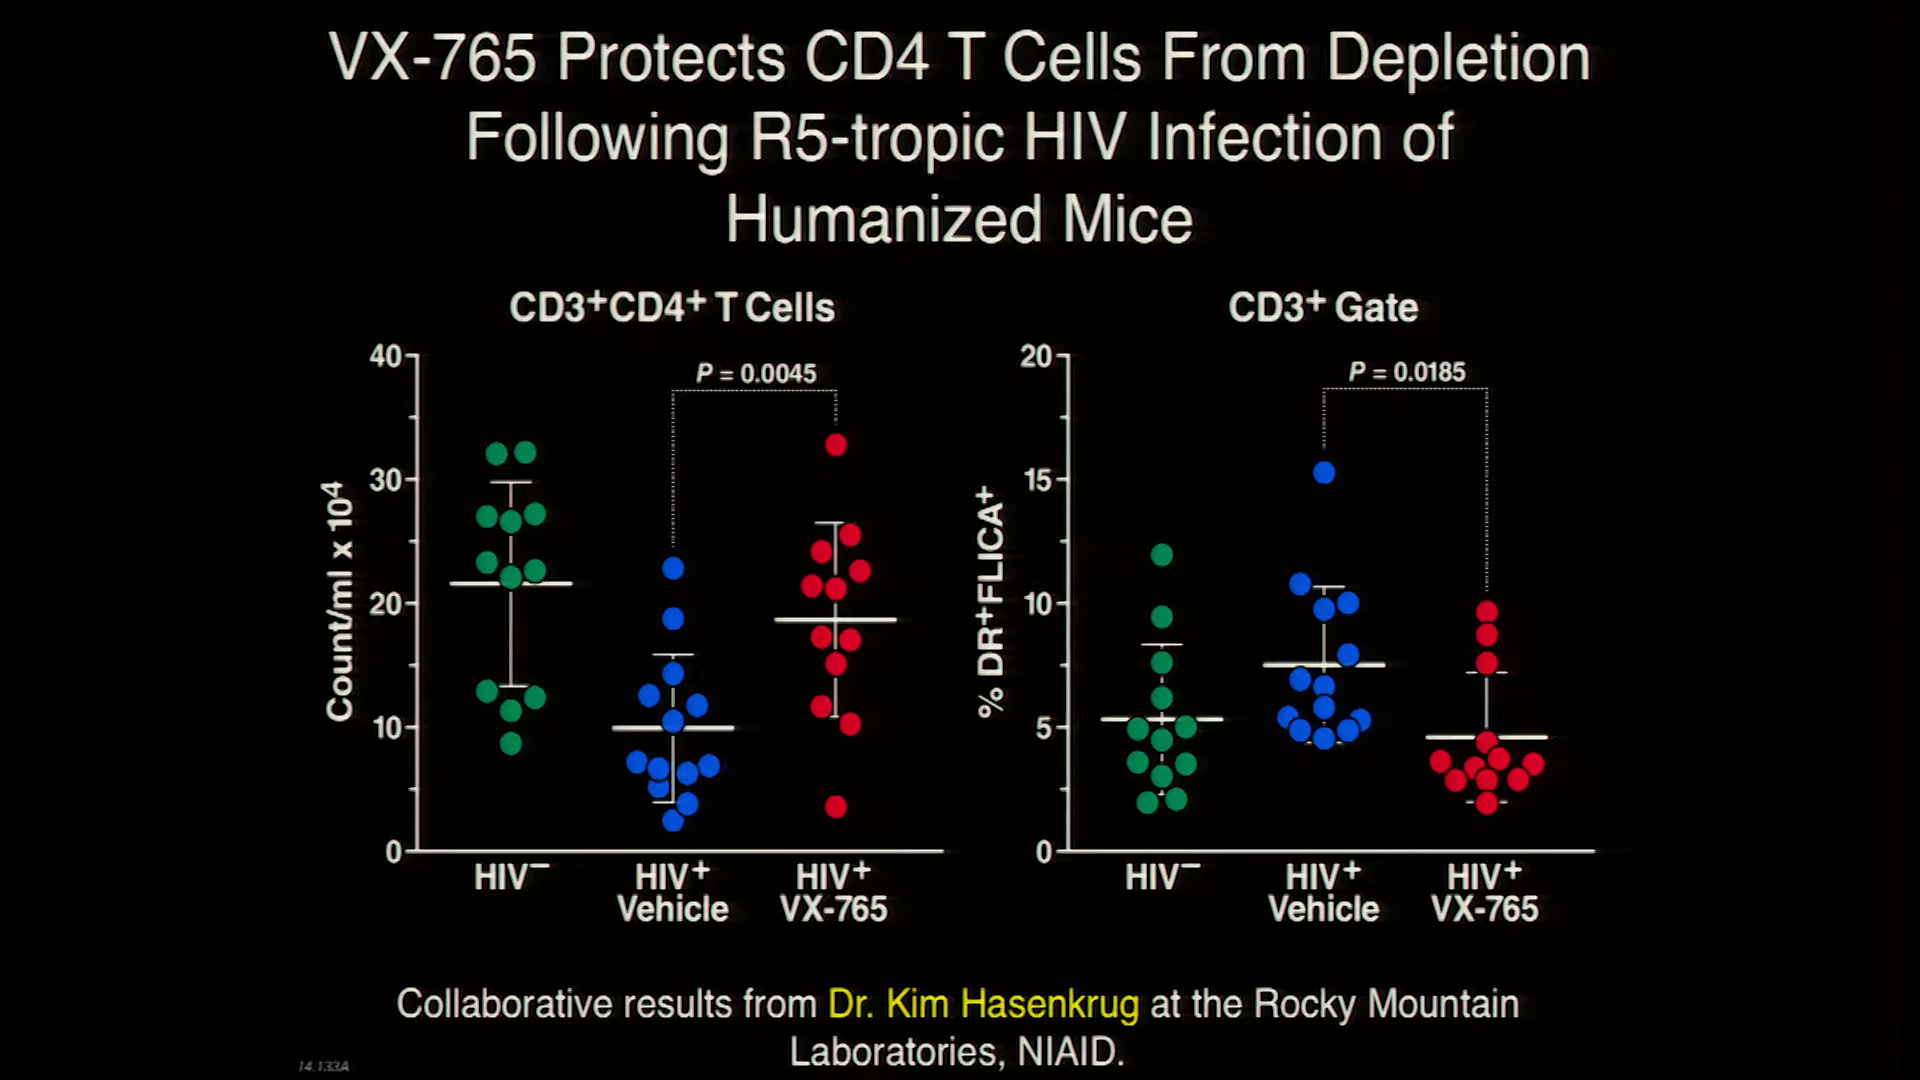 VX-765 Protects CD4 T Cells From Depletion
Following R5-tropic HIV Infection of
Humanized Mice
CD3⁺CD4⁺ T Cells
40
30
20
10
0
Count/ml x 10⁴
P = 0.0045
HIV⁻
HIV⁺
Vehicle
HIV⁺
VX-765
CD3⁺ Gate
20
15
10
5
0
% DR⁺FLICA⁺
P = 0.0185
HIV⁻
HIV⁺
Vehicle
HIV⁺
VX-765
Collaborative results from Dr. Kim Hasenkrug at the Rocky Mountain
Laboratories, NIAID.
14.133A